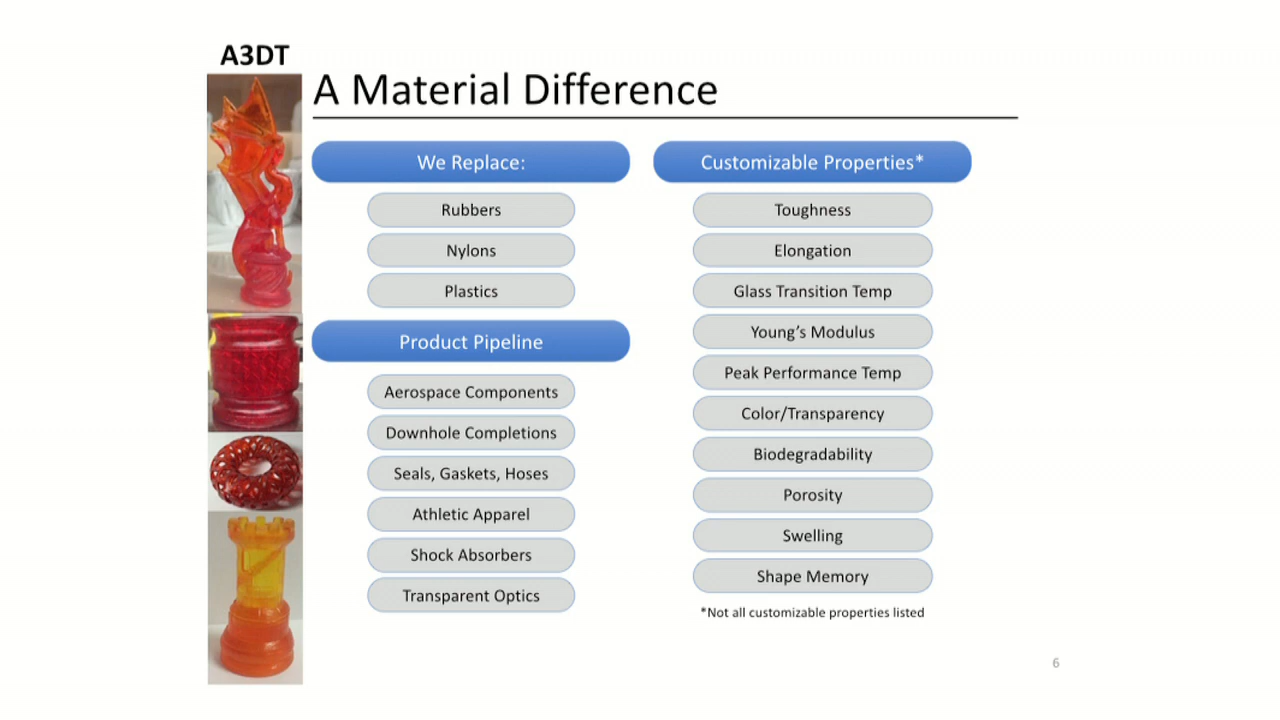 A3DT
A Material Difference
We Replace:
Rubbers
Nylons
Plastics
Product Pipeline
Aerospace Components
Downhole Completions
Seals, Gaskets, Hoses
Athletic Apparel
Shock Absorbers
Transparent Optics
Customizable Properties*
Toughness
Elongation
Glass Transition Temp
Young’s Modulus
Peak Performance Temp
Color/Transparency
Biodegradability
Porosity
Swelling
Shape Memory
*Not all customizable properties listed
6